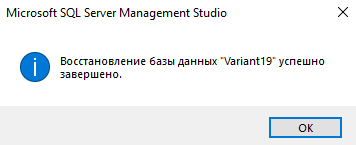 Microsoft SQL Server Management Studio
Восстановление базы данных "Variant19" успешно
завершено.
OK